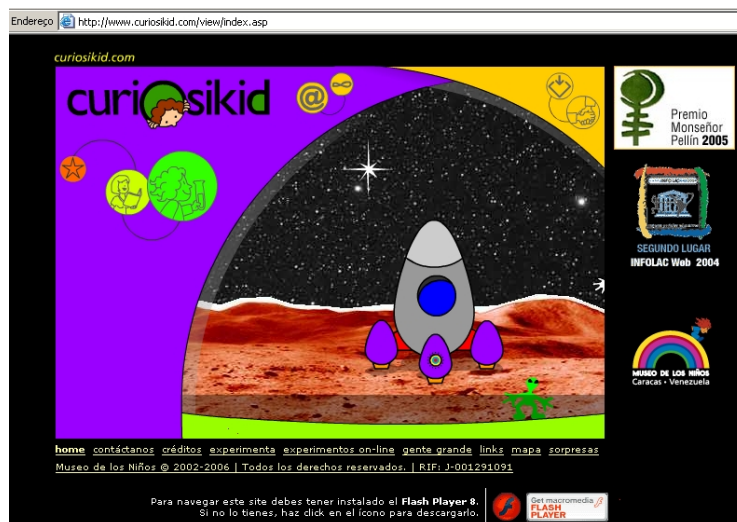 Endereço http://www.curiosikid.com/view/index.asp
curiosikid.com
curiosikid
@
Premio
Monseñor
Pellín 2005
SEGUNDO LUGAR
INFOLAC Web 2004
MUSEO DE LOS NIÑOS
Caracas • Venezuela
home contáctanos créditos experimenta experimentos on-line gente grande links mapa sorpresas
Museo de los Niños © 2002-2006 | Todos los derechos reservados. | RIF: J-001291091
Para navegar este site debes tener instalado el Flash Player 8.
Si no lo tienes, haz click en el ícono para descargarlo.
Get macromedia
FLASH
PLAYER